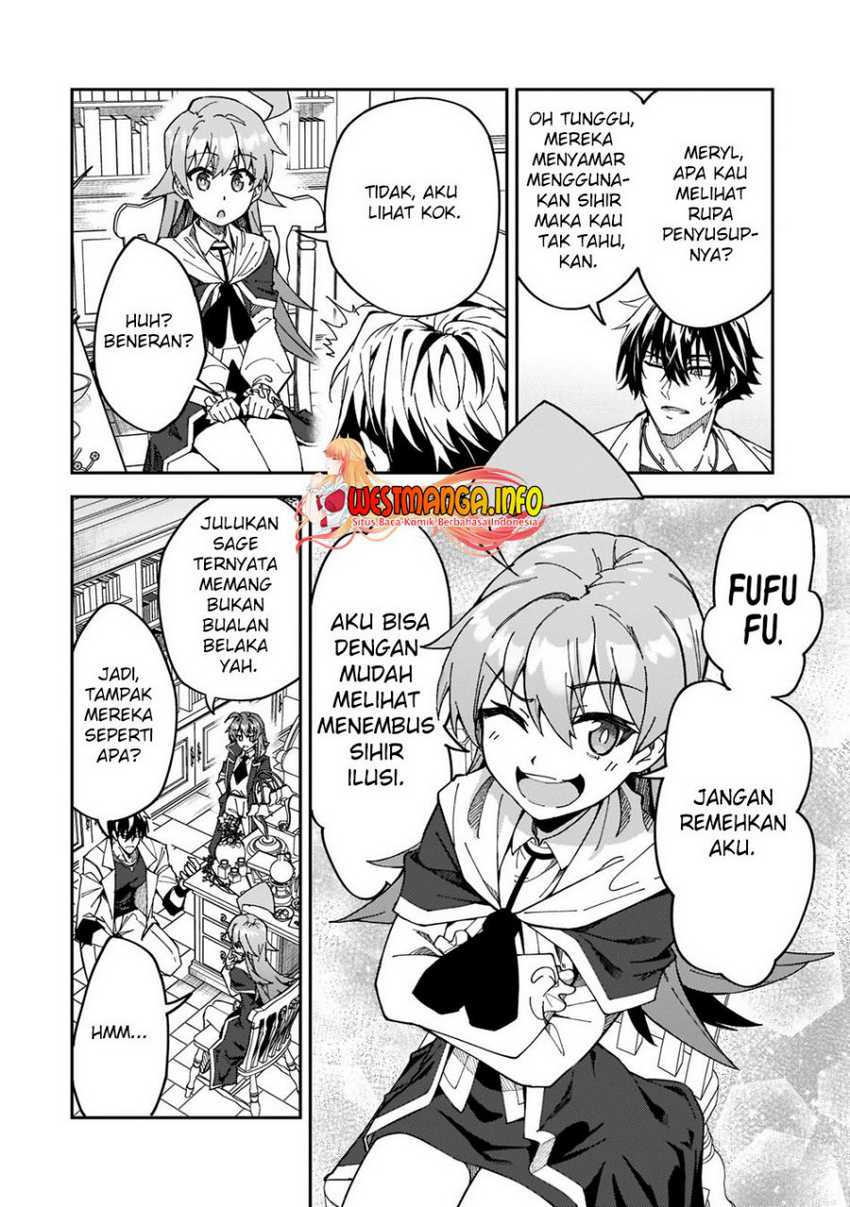 MERYL,
APA KAU
MELIHAT
RUPA
PENYUSUP-
NYA?
OH TUNGGU,
MEREKA
MENYAMAR
MENGGUNA-
KAN SIHIR
MAKA KAU
TAK TAHU,
KAN.
TIDAK, AKU
LIHAT KOK.
HUH?
BENERAN?
WESTMANGA.INFO
Situs Baca Komik Berbahasa Indonesia
FUFU
FU.
JANGAN
REMEHKAN
AKU.
AKU BISA
DENGAN
MUDAH
MELIHAT
MENEMBUS
SIHIR
ILUSI.
JULUKAN
SAGE
TERNYATA
MEMANG
BUKAN
BUALAN
BELAKA
YAH.
JADI,
TAMPAK
MEREKA
SEPERTI
APA?
HMM...